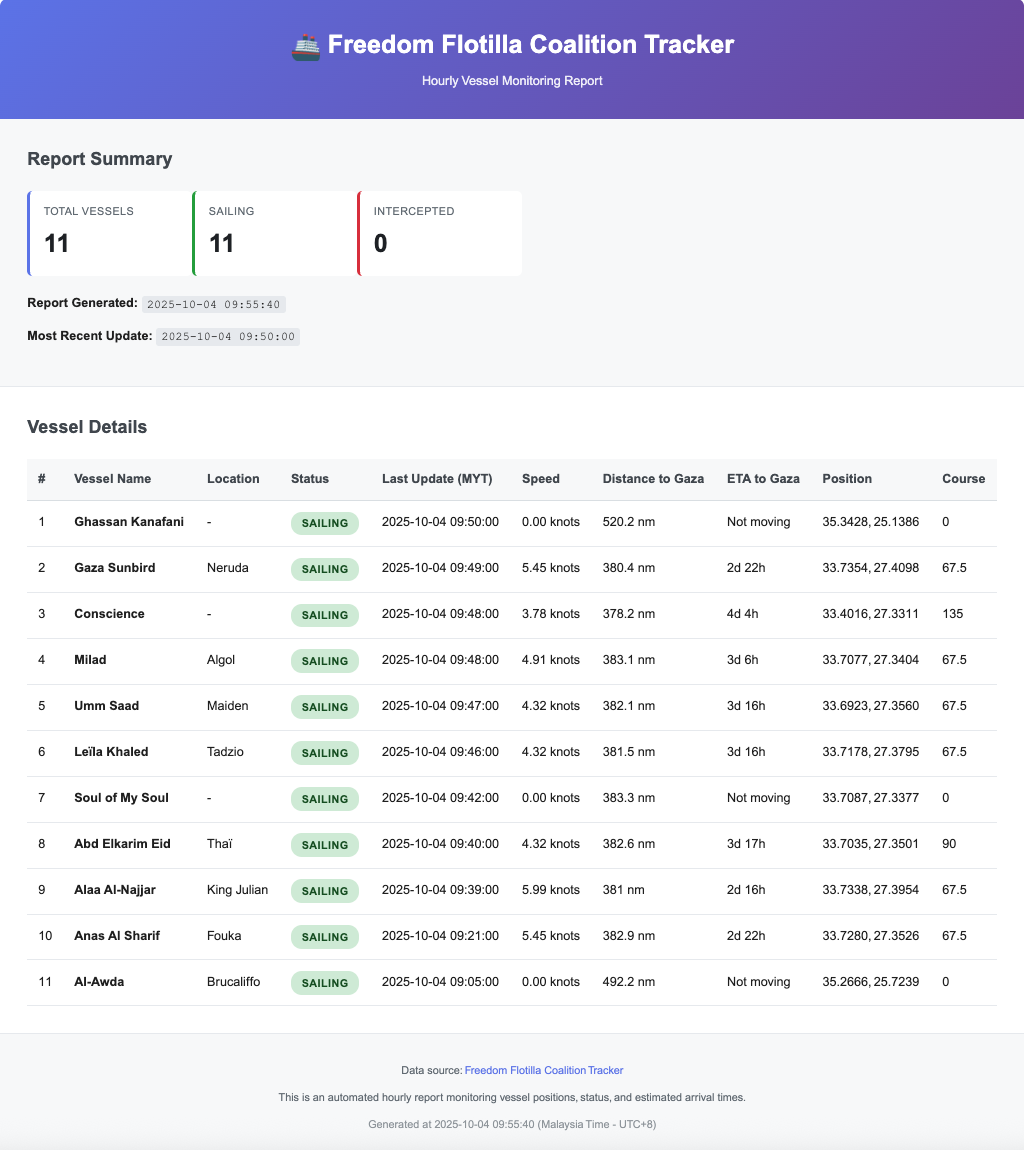 🚢 Freedom Flotilla Coalition Tracker
Hourly Vessel Monitoring Report
Report Summary
TOTAL VESSELS SAILING INTERCEPTED
11 11 0
Report Generated: 2025-10-04 09:55:40
Most Recent Update: 2025-10-04 09:50:00
Vessel Details
# Vessel Name Location Status Last Update (MYT) Speed Distance to Gaza ETA to Gaza Position Course
1 Ghassan Kanafani - SAILING 2025-10-04 09:50:00 0.00 knots 520.2 nm Not moving 35.3428, 25.1386 0
2 Gaza Sunbird Neruda SAILING 2025-10-04 09:49:00 5.45 knots 380.4 nm 2d 22h 33.7354, 27.4098 67.5
3 Conscience - SAILING 2025-10-04 09:48:00 3.78 knots 378.2 nm 4d 4h 33.4016, 27.3311 135
4 Milad Algol SAILING 2025-10-04 09:48:00 4.91 knots 383.1 nm 3d 6h 33.7077, 27.3404 67.5
5 Umm Saad Maiden SAILING 2025-10-04 09:47:00 4.32 knots 382.1 nm 3d 16h 33.6923, 27.3560 67.5
6 Leïla Khaled Tadzio SAILING 2025-10-04 09:46:00 4.32 knots 381.5 nm 3d 16h 33.7178, 27.3795 67.5
7 Soul of My Soul - SAILING 2025-10-04 09:42:00 0.00 knots 383.3 nm Not moving 33.7087, 27.3377 0
8 Abd Elkarim Eid Thaï SAILING 2025-10-04 09:40:00 4.32 knots 382.6 nm 3d 17h 33.7035, 27.3501 90
9 Alaa Al-Najjar King Julian SAILING 2025-10-04 09:39:00 5.99 knots 381 nm 2d 16h 33.7338, 27.3954 67.5
10 Anas Al Sharif Fouka SAILING 2025-10-04 09:21:00 5.45 knots 382.9 nm 2d 22h 33.7280, 27.3526 67.5
11 Al-Awda Brucaliffo SAILING 2025-10-04 09:05:00 0.00 knots 492.2 nm Not moving 35.2666, 25.7239 0
Data source: Freedom Flotilla Coalition Tracker
This is an automated hourly report monitoring vessel positions, status, and estimated arrival times.
Generated at 2025-10-04 09:55:40 (Malaysia Time - UTC+8)